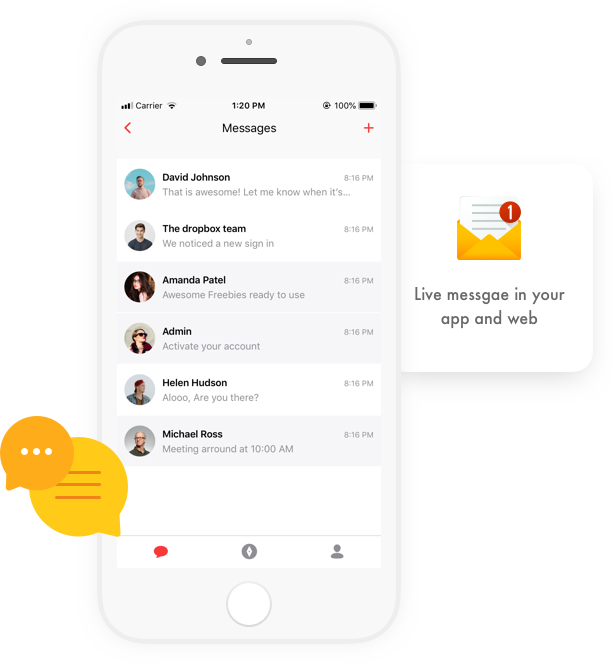 Carrier
1:20 PM
100%
Messages
David Johnson
8:16 PM
That is awesome! Let me know when it's...
The dropbox team
8:16 PM
We noticed a new sign in
Amanda Patel
8:16 PM
Awesome Freebies ready to use
Admin
8:16 PM
Activate your account
Helen Hudson
8:16 PM
Alooo, Are you there?
Michael Ross
8:16 PM
Meeting arround at 10:00 AM
1
Live messgae in your
app and web